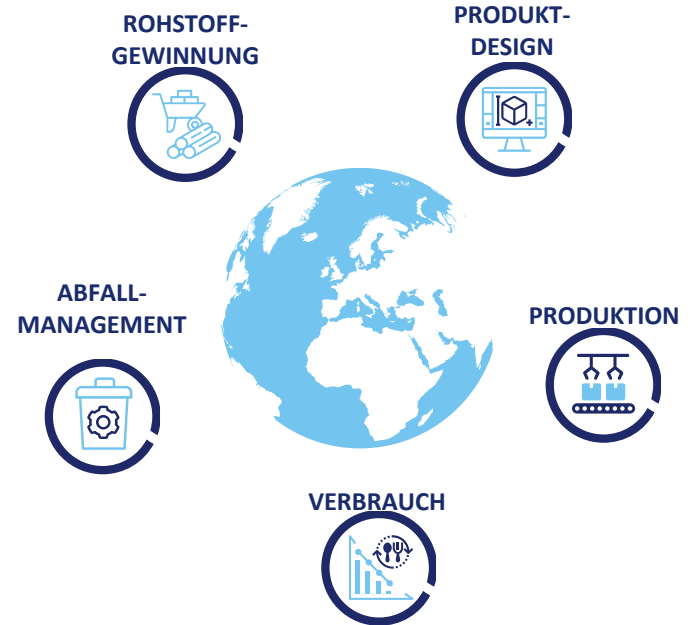 ROHSTOFF-
GEWINNUNG
PRODUKT-
DESIGN
ABFALL-
MANAGEMENT
PRODUKTION
VERBRAUCH